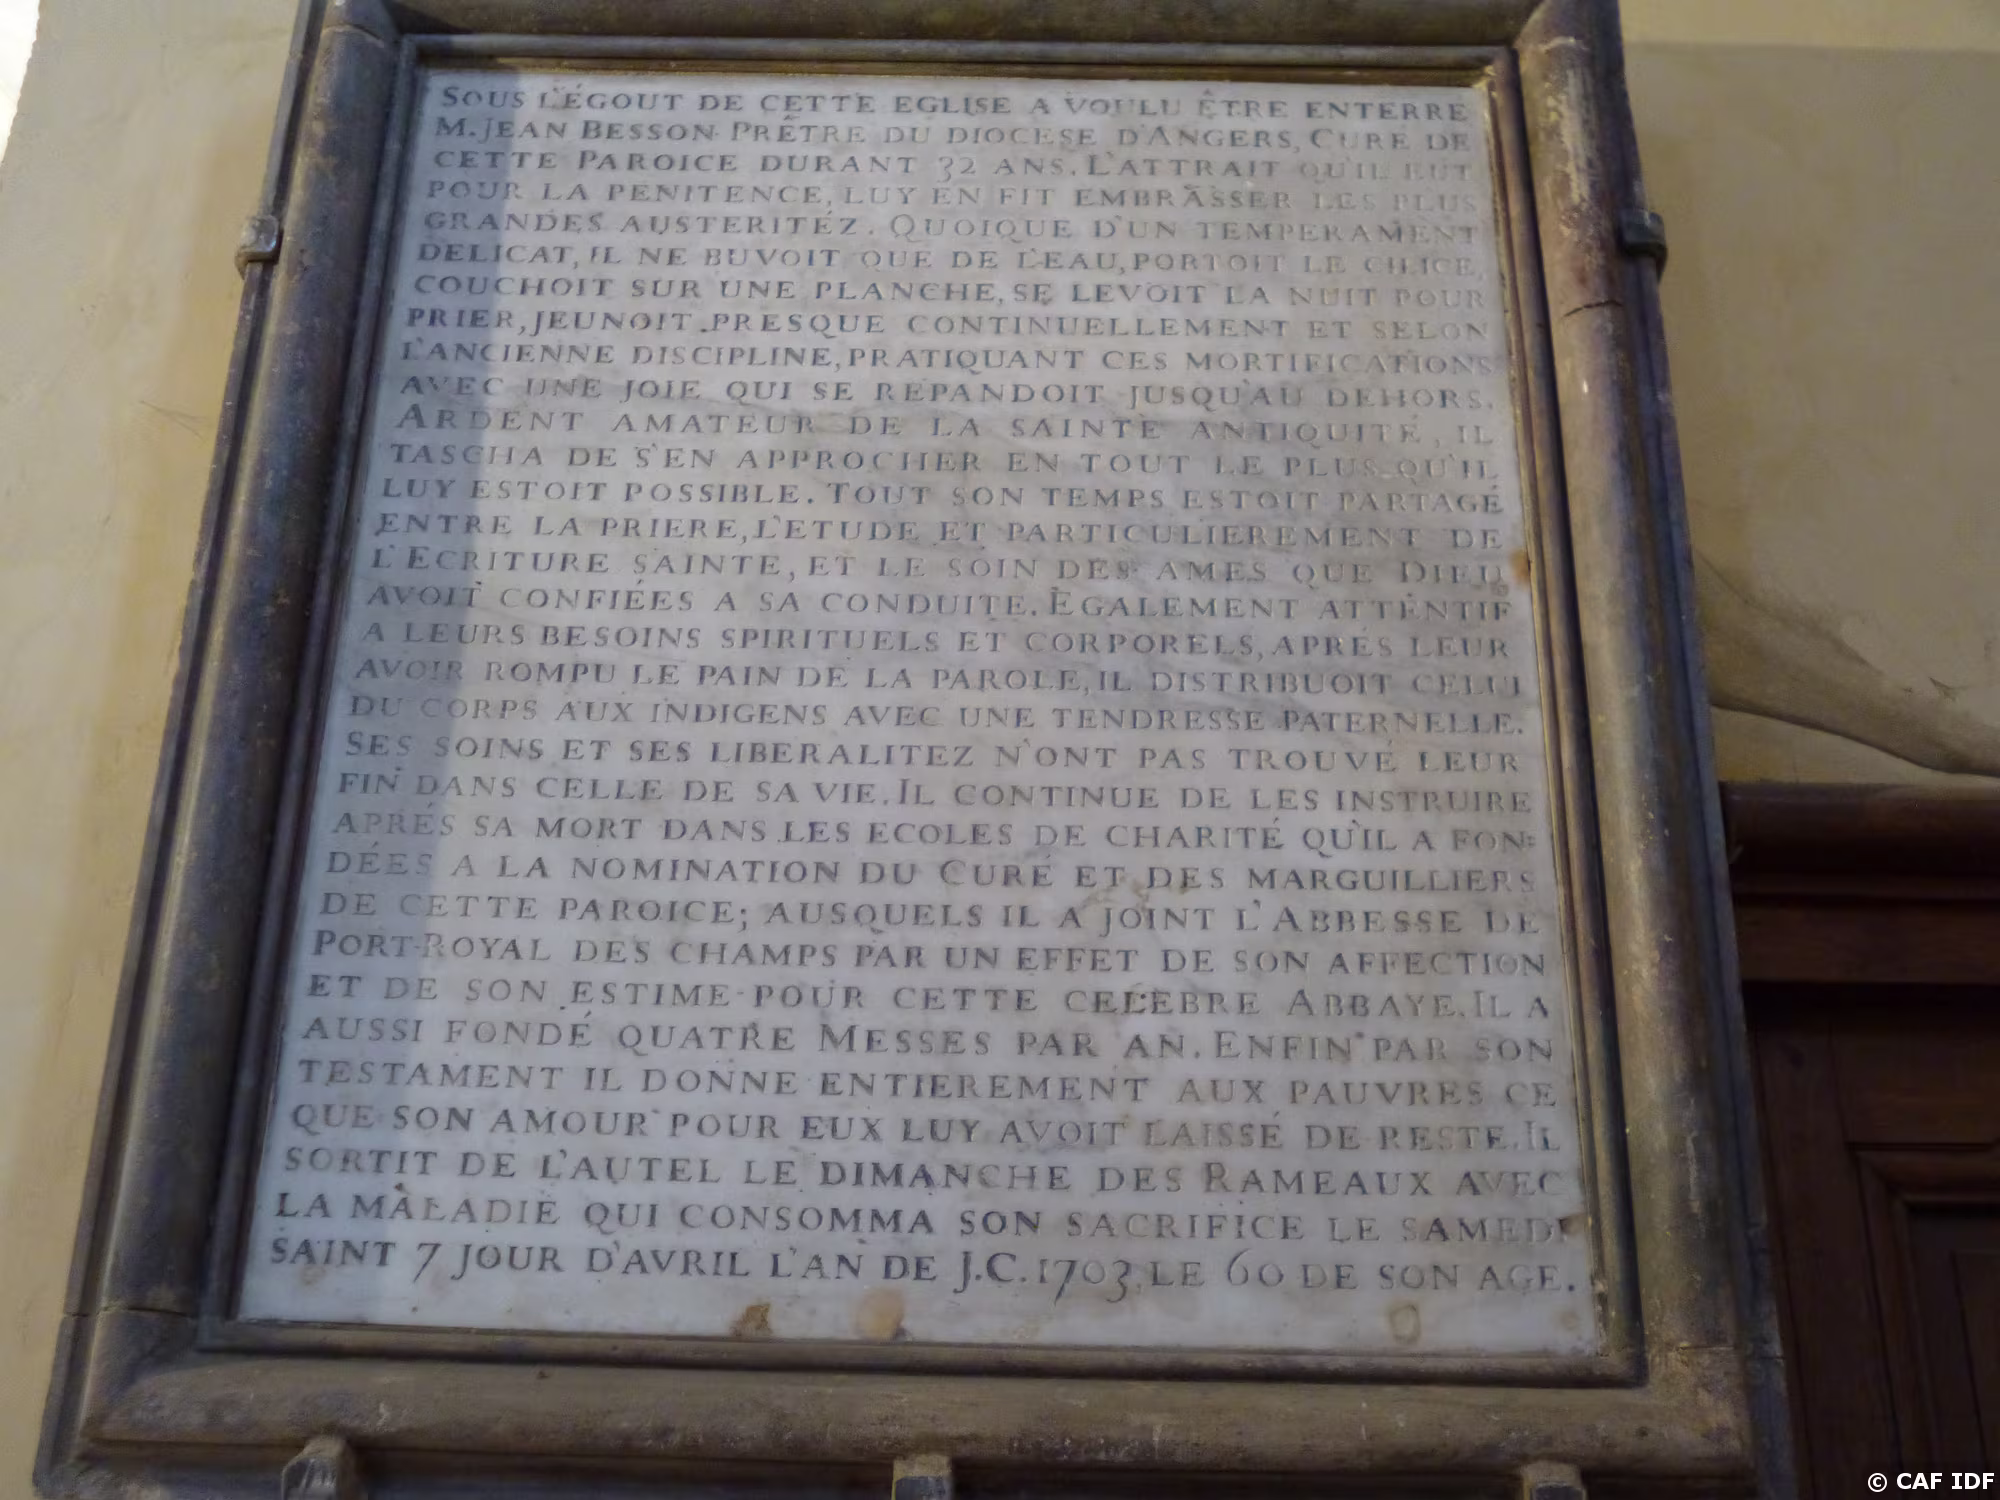 SOUS L'ÉGOUT DE CETTE EGLISE A VOULU ÊTRE ENTERRE
M. JEAN BESSON PRÊTRE DU DIOCESE D'ANGERS, CURE DE
CETTE PAROICE DURANT 32 ANS. L'ATTRAIT QU'IL EUT
POUR LA PENITENCE, LUY EN FIT EMBRASSER LES PLUS
GRANDES AUSTERITÉZ. QUOIQUE D'UN TEMPERAMENT
DELICAT, IL NE BUVOIT QUE DE L'EAU, PORTOIT LE CILICE,
COUCHOIT SUR UNE PLANCHE, SE LEVOIT LA NUIT POUR
PRIER, JEUNOIT PRESQUE CONTINUELLEMENT ET SELON
L'ANCIENNE DISCIPLINE, PRATIQUANT CES MORTIFICATIONS
AVEC UNE JOIE QUI SE REPANDOIT JUSQU'AU DEHORS.
ARDENT AMATEUR DE LA SAINTE ANTIQUITÉ, IL
TASCHA DE S'EN APPROCHER EN TOUT LE PLUS QU'IL
LUY ESTOIT POSSIBLE. TOUT SON TEMPS ESTOIT PARTAGÉ
ENTRE LA PRIERE, L'ETUDE ET PARTICULIEREMENT DE
L'ECRITURE SAINTE, ET LE SOIN DES AMES QUE DIEU
AVOIT CONFIÉES A SA CONDUITE. EGALEMENT ATTENTIF
A LEURS BESOINS SPIRITUELS ET CORPORELS, APRÉS LEUR
AVOIR ROMPU LE PAIN DE LA PAROLE, IL DISTRIBUOIT CELUI
DU CORPS AUX INDIGENS AVEC UNE TENDRESSE PATERNELLE.
SES SOINS ET SES LIBERALITEZ N'ONT PAS TROUVÉ LEUR
FIN DANS CELLE DE SA VIE. IL CONTINUE DE LES INSTRUIRE
APRÉS SA MORT DANS LES ECOLES DE CHARITÉ QU'IL A FON=
DÉES A LA NOMINATION DU CURÉ ET DES MARGUILLIERS
DE CETTE PAROICE; AUSQUELS IL A JOINT L'ABBESSE DE
PORT-ROYAL DES CHAMPS PAR UN EFFET DE SON AFFECTION
ET DE SON ESTIME POUR CETTE CELEBRE ABBAYE. IL A
AUSSI FONDÉ QUATRE MESSES PAR AN. ENFIN PAR SON
TESTAMENT IL DONNE ENTIEREMENT AUX PAUVRES CE
QUE SON AMOUR POUR EUX LUY AVOIT LAISSÉ DE RESTE. IL
SORTIT DE L'AUTEL LE DIMANCHE DES RAMEAUX AVEC
LA MALADIE QUI CONSOMMA SON SACRIFICE LE SAMEDI
SAINT 7 JOUR D'AVRIL L'AN DE J.C. 1703, LE 60 DE SON AGE.
© CAF IDF